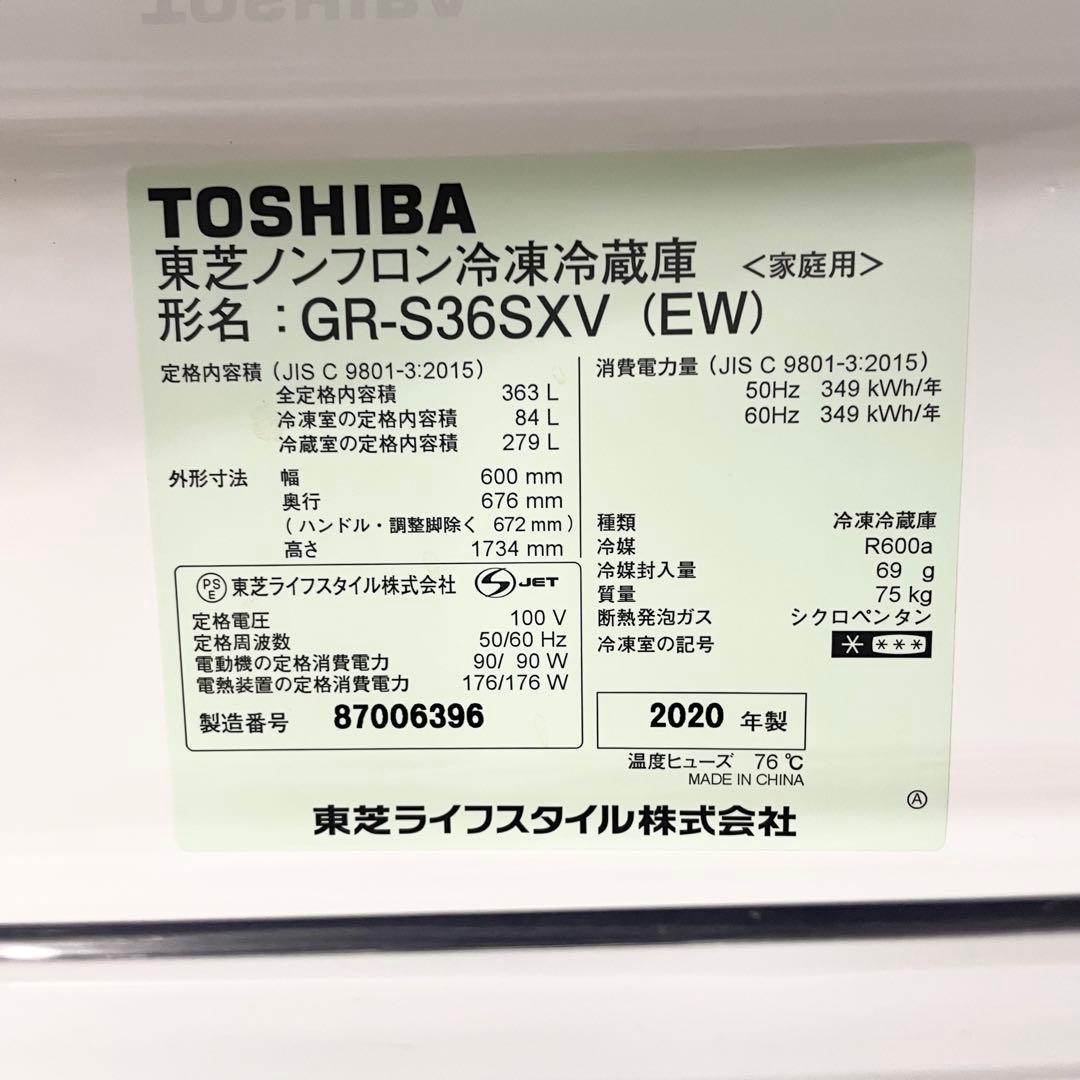 TOSHIBA
東芝ノンフロン冷凍冷蔵庫 <家庭用>
形名：GR-S36SXV (EW)
定格内容積 (JIS C 9801-3:2015)
全定格内容積 363 L
冷凍室の定格内容積 84 L
冷蔵室の定格内容積 279 L
外形寸法 幅 600 mm
奥行 676 mm
(ハンドル・調整脚除く 672 mm)
高さ 1734 mm
消費電力量 (JIS C 9801-3:2015)
50Hz 349 kWh/年
60Hz 349 kWh/年
種類 冷凍冷蔵庫
冷媒 R600a
冷媒封入量 69 g
質量 75 kg
断熱発泡ガス シクロペンタン
冷凍室の記号 * ***
PSE 東芝ライフスタイル株式会社 S JET
定格電圧 100 V
定格周波数 50/60 Hz
電動機の定格消費電力 90/ 90 W
電熱装置の定格消費電力 176/176 W
製造番号 87006396
2020 年製
温度ヒューズ 76 ℃
MADE IN CHINA
Ⓐ
東芝ライフスタイル株式会社